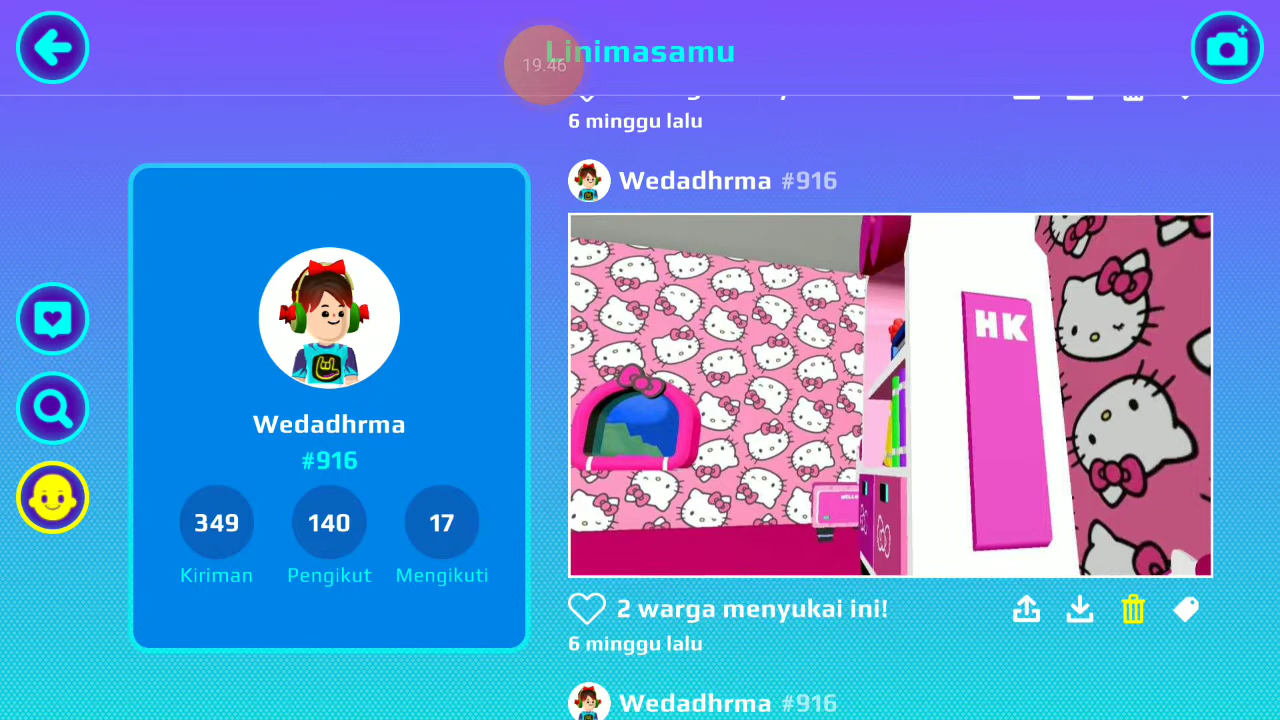 Linimasamu
19.46
6 minggu lalu
Wedadhrma #916
HK
2 warga menyukai ini!
6 minggu lalu
Wedadhrma #916
Wedadhrma
#916
349
140
17
Kiriman
Pengikut
Mengikuti